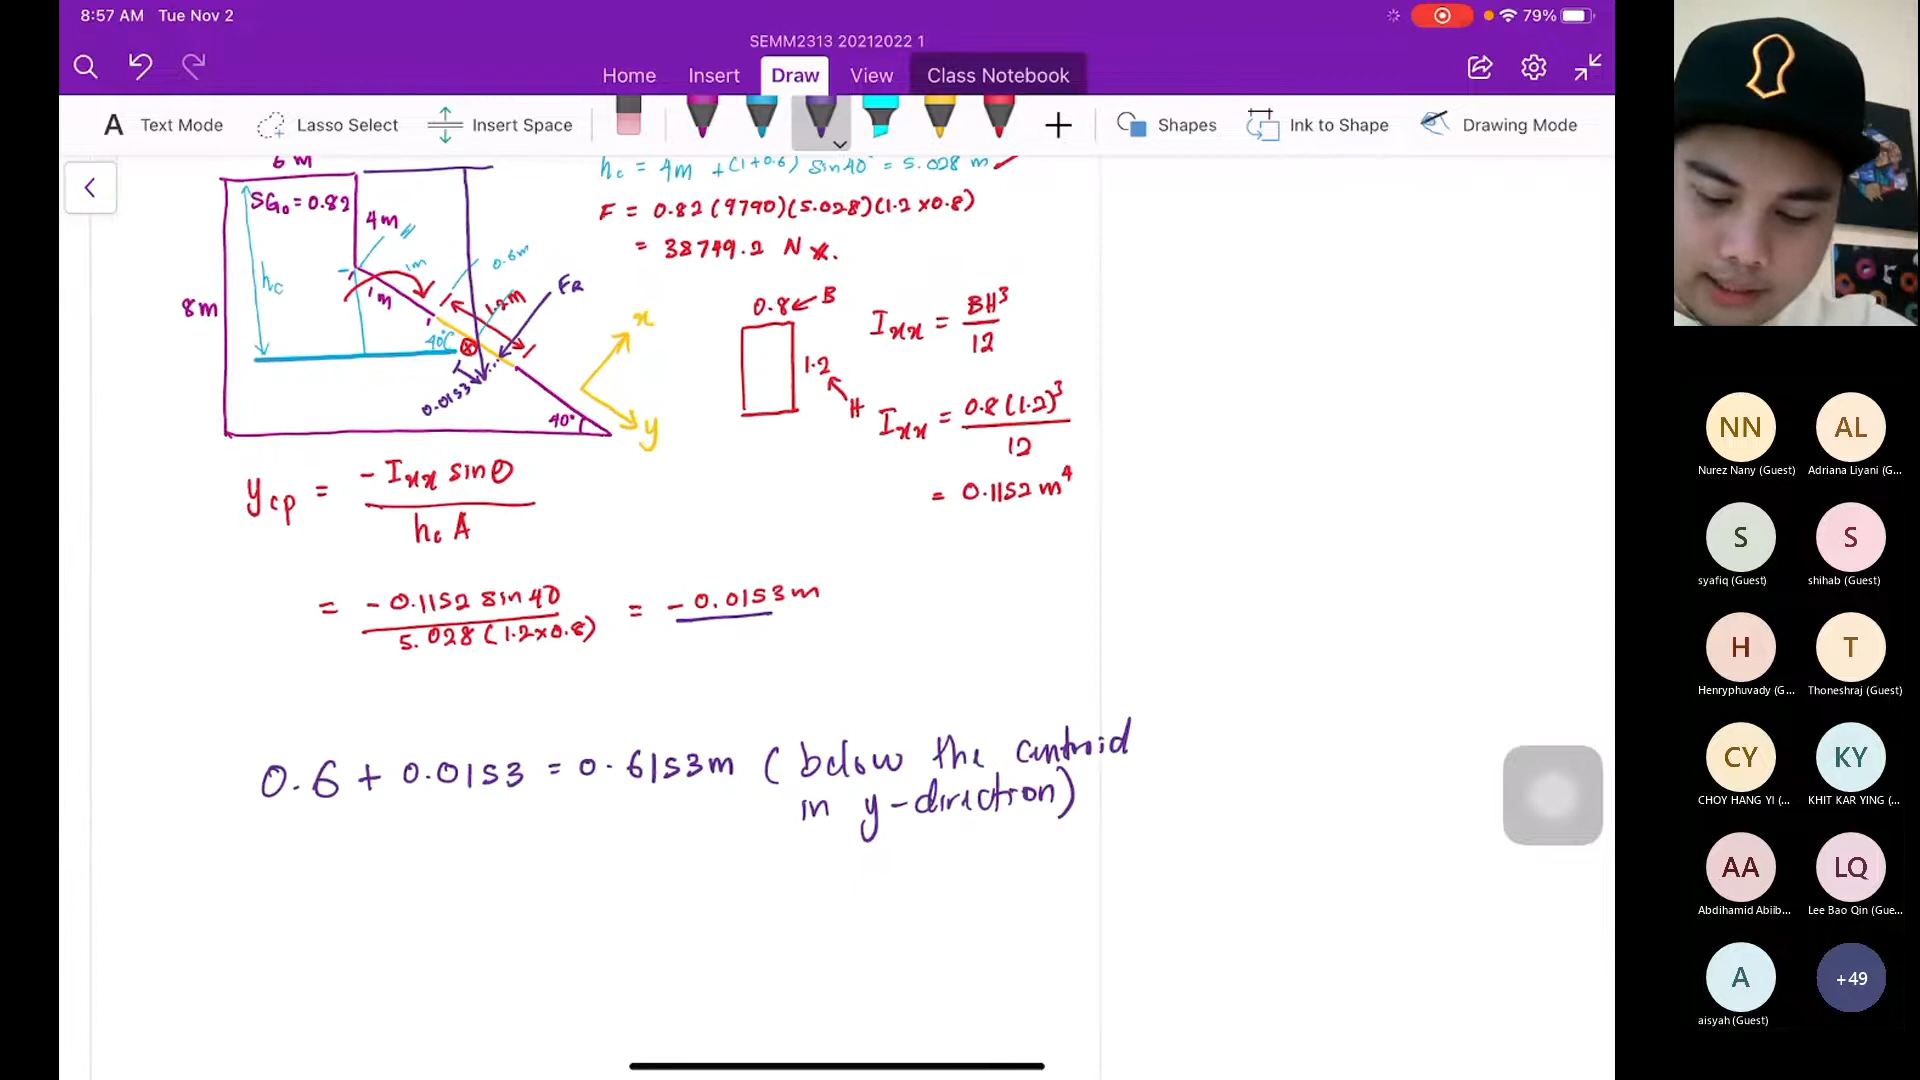 8:57 AM Tue Nov 2
79%
SEMM2313 20212022 1
Home Insert Draw View Class Notebook
A Text Mode Lasso Select Insert Space Shapes Ink to Shape Drawing Mode
6 m
SG₀ = 0.82
4m
hc
8m
1m
1m
0.6m
1.2m
FR
40°C
0.0153
40°
x
y
hc = 4m + (1+0.6) sin40° = 5.028 m
F = 0.82 (9790)(5.028)(1.2 x 0.8)
= 38749.2 N
0.8 ← B
1.2
H
Ixx = BH³
12
Ixx = 0.8 (1.2)³
12
= 0.1152 m⁴
ycp = - Ixx sin θ
hc A
= - 0.1152 sin 40
5.028 (1.2x0.8)
= - 0.0153 m
0.6 + 0.0153 = 0.6153m ( below the centroid
in y-direction)
NN
Nurez Nany (Guest)
AL
Adriana Liyani (G...
S
syafiq (Guest)
S
shihab (Guest)
H
Henryphuvady (G...
T
Thoneshraj (Guest)
CY
CHOY HANG YI (...
KY
KHIT KAR YING (...
AA
Abdihamid Abiib...
LQ
Lee Bao Qin (Gue...
A
aisyah (Guest)
+49